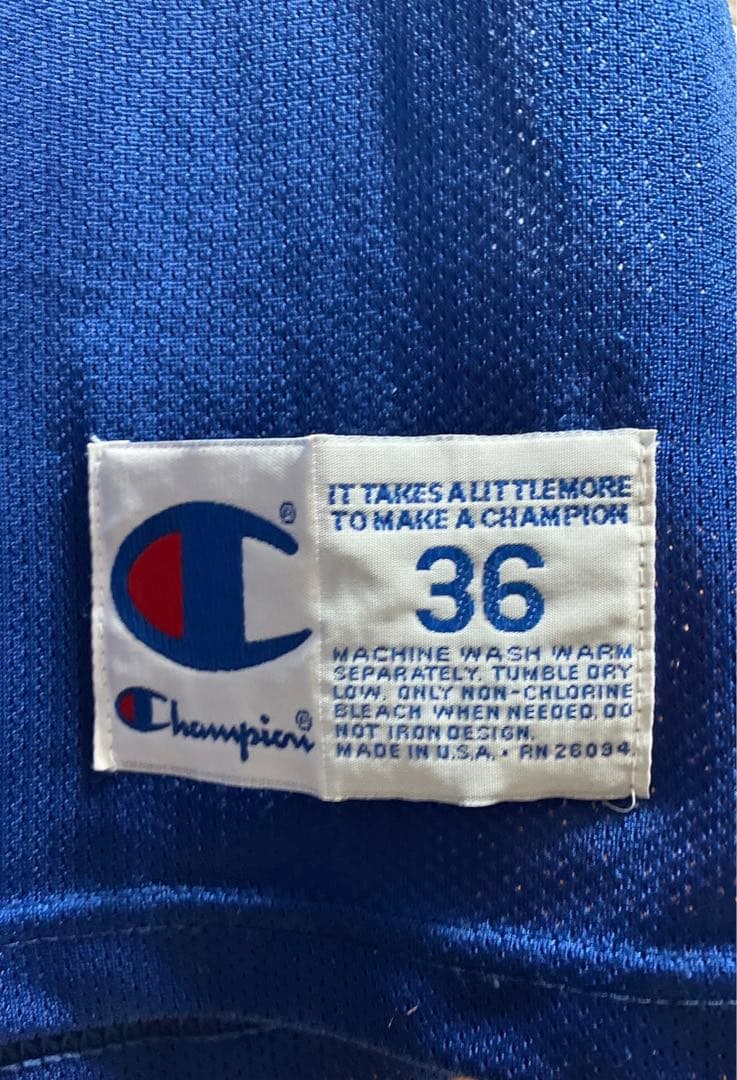 ®
Champion®
IT TAKES A LITTLE MORE
TO MAKE A CHAMPION
36
MACHINE WASH WARM
SEPARATELY. TUMBLE DRY
LOW. ONLY NON-CHLORINE
BLEACH WHEN NEEDED. DO
NOT IRON DESIGN.
MADE IN U.S.A. • RN 26094